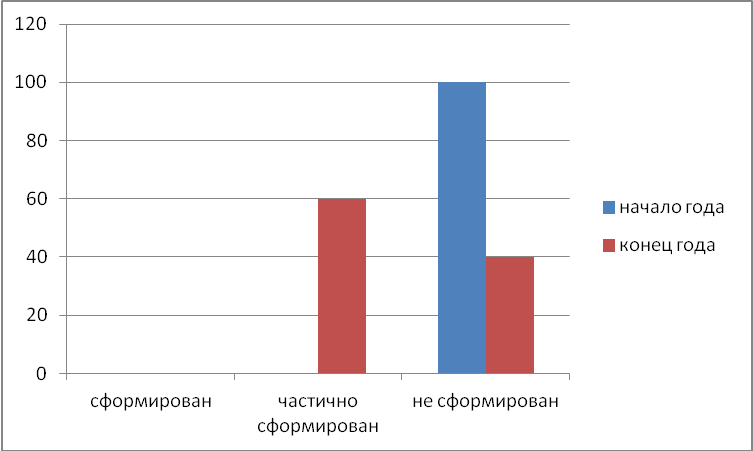 120
100
80
60
40
20
0
сформирован
частично
сформирован
не сформирован
начало года
конец года